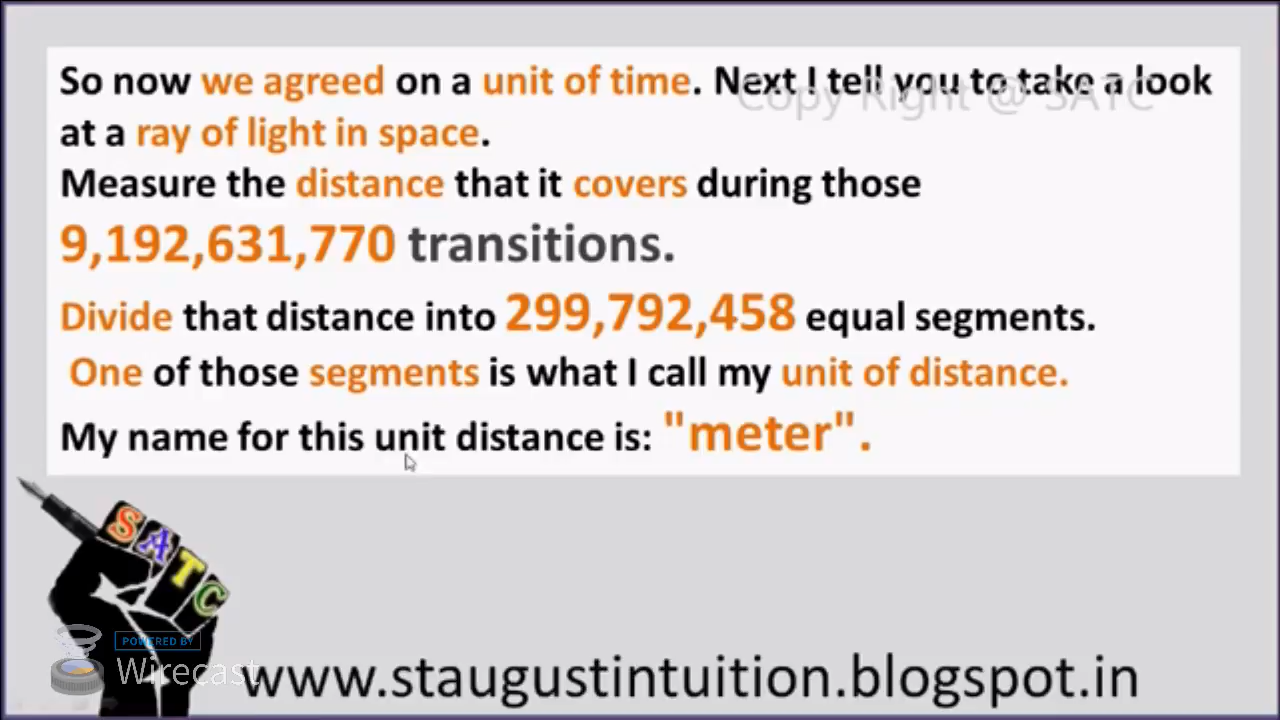 So now we agreed on a unit of time. Next I tell you to take a look
Copy Right @ SATC
at a ray of light in space.
Measure the distance that it covers during those
9,192,631,770 transitions.
Divide that distance into 299,792,458 equal segments.
One of those segments is what I call my unit of distance.
My name for this unit distance is: "meter".
SATC
POWERED BY
Wirecast
www.staugustintuition.blogspot.in